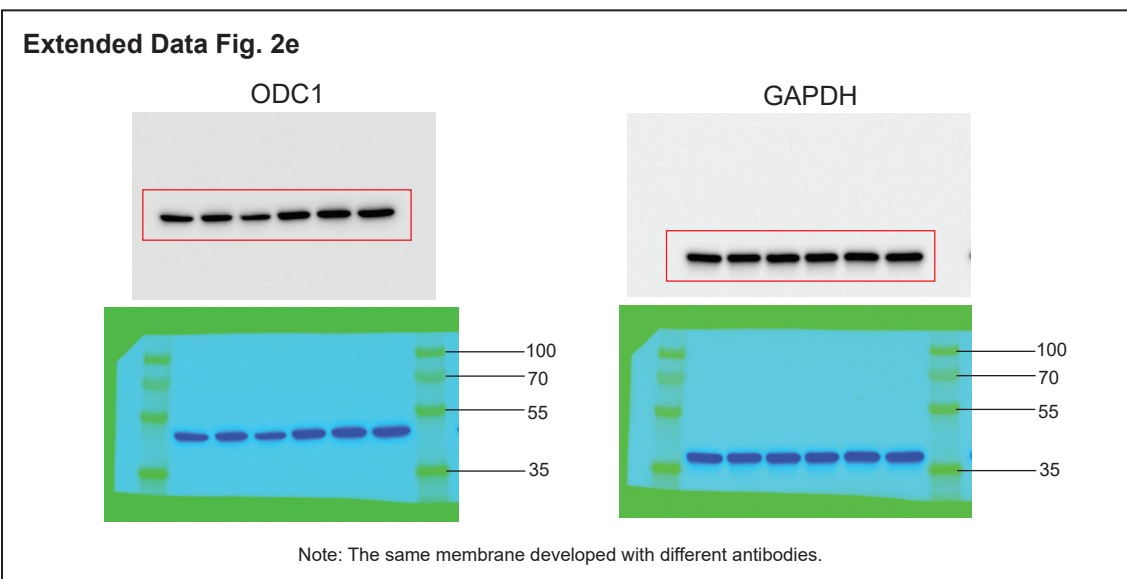 Extended Data Fig. 2e
ODC1
GAPDH
100
70
55
35
100
70
55
35
Note: The same membrane developed with different antibodies.